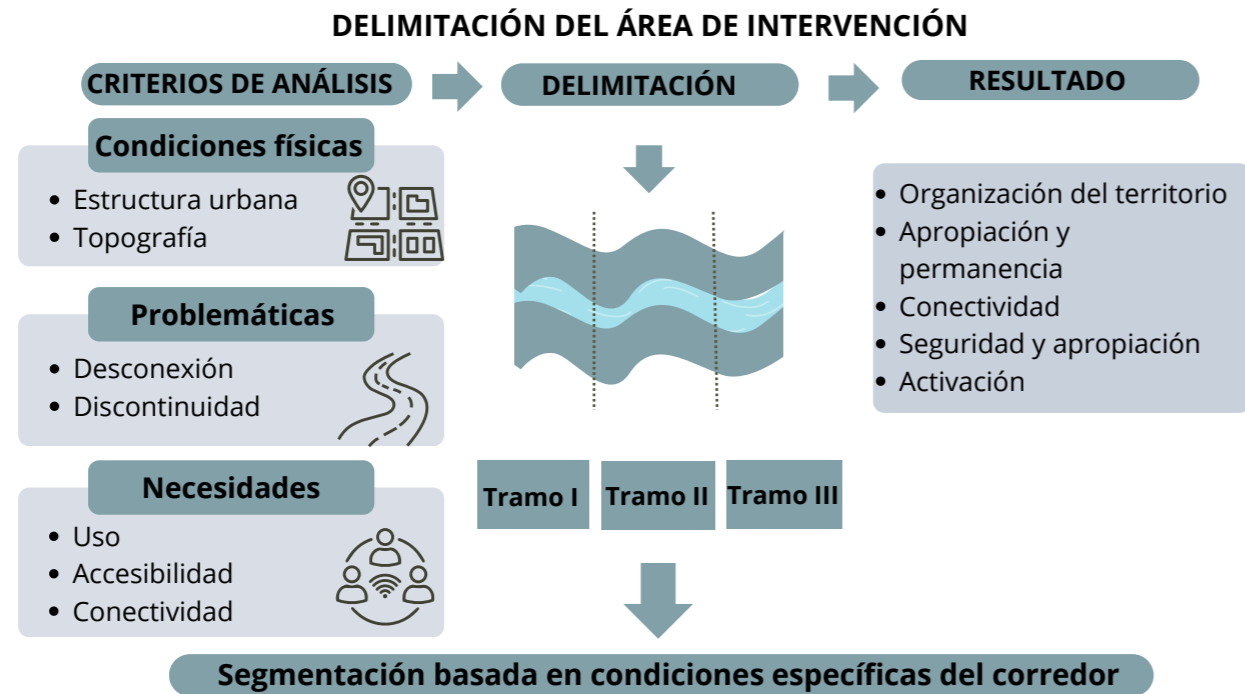 DELIMITACIÓN DEL ÁREA DE INTERVENCIÓN
CRITERIOS DE ANÁLISIS
Condiciones físicas
• Estructura urbana
• Topografía
Problemáticas
• Desconexión
• Discontinuidad
Necesidades
• Uso
• Accesibilidad
• Conectividad
DELIMITACIÓN
Tramo I
Tramo II
Tramo III
Segmentación basada en condiciones específicas del corredor
RESULTADO
• Organización del territorio
• Apropiación y
permanencia
• Conectividad
• Seguridad y apropiación
• Activación